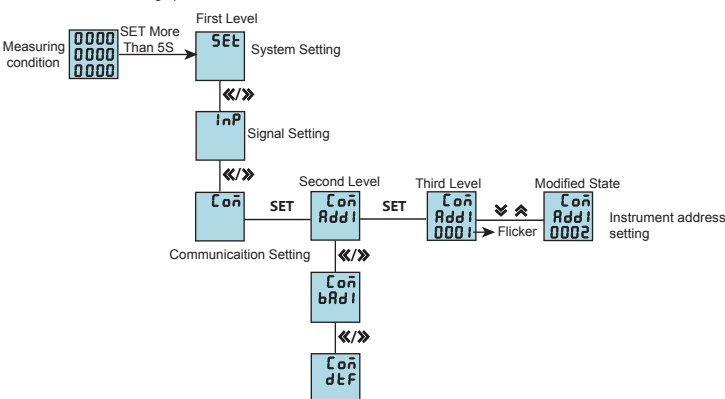 First Level
Measuring condition
0000
0000
0000
SET More
Than 5S
SEt
System Setting
«/»
InP
Signal Setting
«/»
Con
Communicaition Setting
SET
Second Level
Con
Add1
SET
Third Level
Con
Add1
0001
Flicker
Modified State
Con
Add1
0002
Instrument address
setting
«/»
Con
bAd1
«/»
Con
dtF